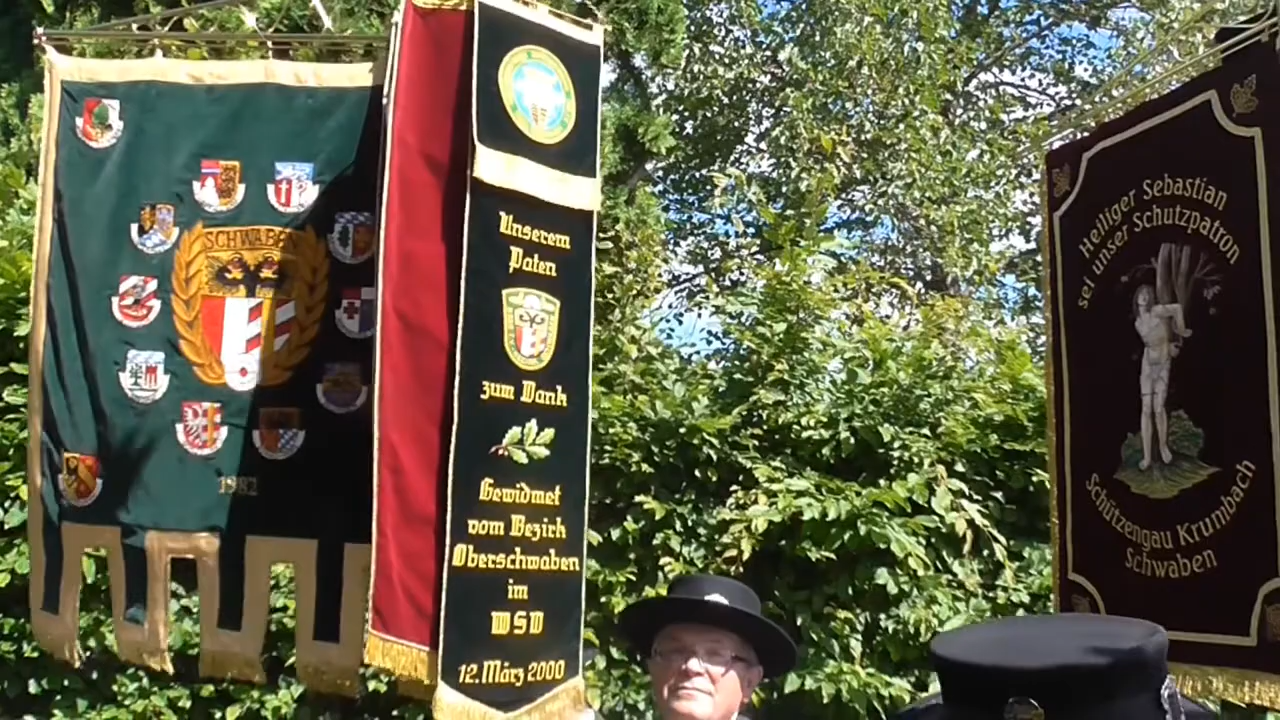 SCHWABEN
1982
Unserem
Paten
zum Dank
Gewidmet
vom Bezirk
Oberschwaben
im
WSV
12. März 2000
Heiliger Sebastian
sei unser Schutzpatron
Schützengau Krumbach
Schwaben